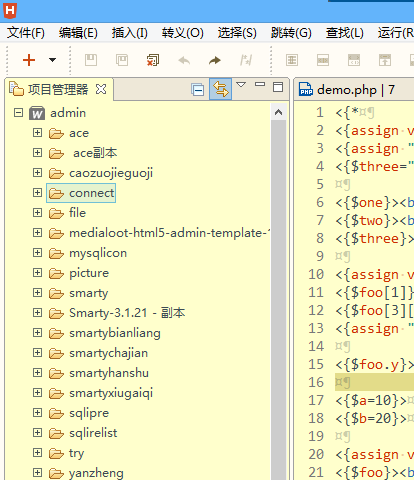 文件(F) 编辑(E) 插入(I) 转义(O) 选择(S) 跳转(G) 查找(L) 运行(R
项目管理器
demo.php | 7
W admin
ace
ace副本
caozuojieguoji
connect
file
medialoot-html5-admin-template-
mysqlicon
picture
smarty
Smarty-3.1.21 - 副本
smartybianliang
smartychajian
smartyhanshu
smartyxiugaiqi
sqlipre
sqlirelist
try
yanzheng
1 <{*¤¶
2 <{assign v
3 <{assign "
4 <{$three="
5 ¤¶
6 <{$one}><b
7 <{$two}><b
8 <{$three}>
9 ¤¶
10 <{assign v
11 <{$foo[1]}
12 <{$foo[3][
13 <{assign "
14 ¤¶
15 <{$foo.y}>
16 ¤¶
17 <{$a=10}>¤
18 <{$b=20}>¤
19 ¤¶
20 <{assign v
21 <{$foo}><b